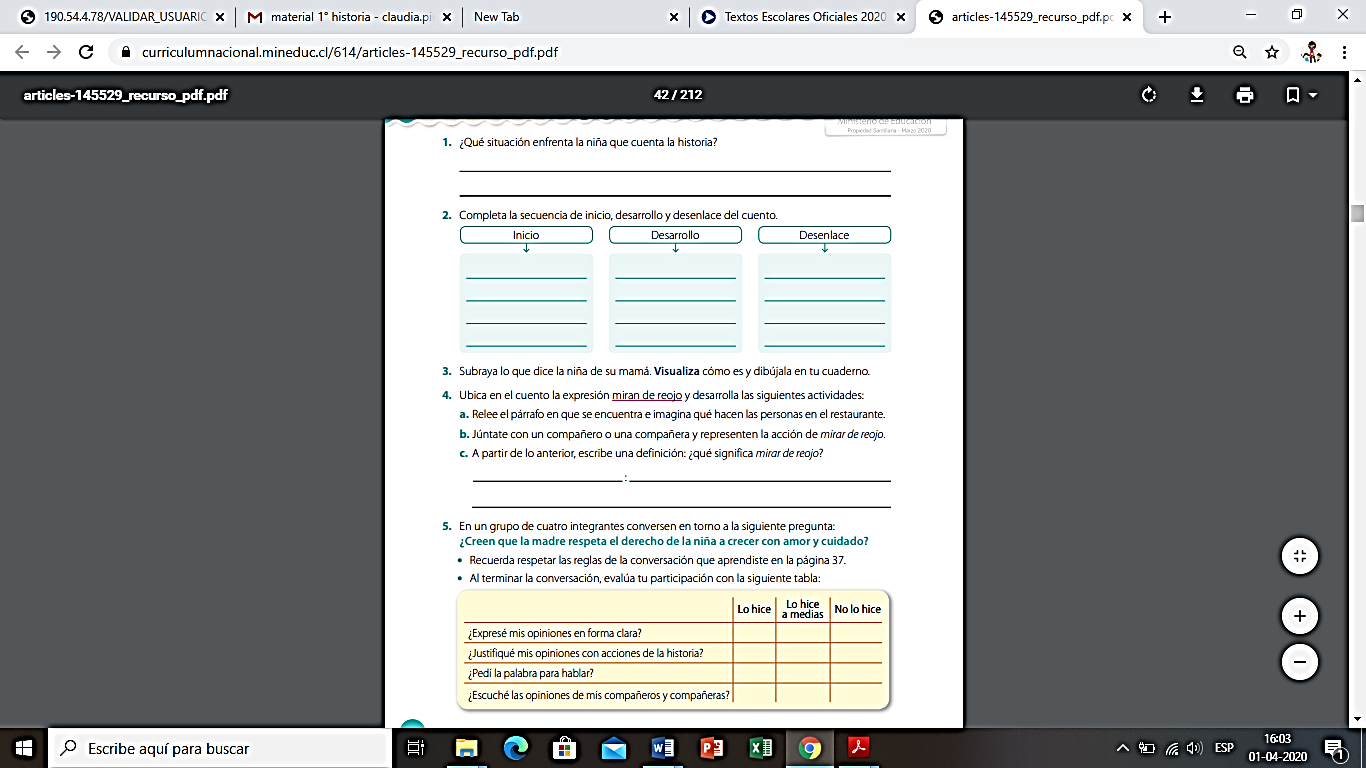 190.54.4.78/VALIDAR_USUARIO
material 1° historia - claudia.pi
New Tab
Textos Escolares Oficiales 2020
articles-145529_recurso_pdf.pd
curriculumnacional.mineduc.cl/614/articles-145529_recurso_pdf.pdf
articles-145529_recurso_pdf.pdf
42 / 212
Ministerio de Educación
Propiedad Santillana - Marzo 2020
1. ¿Qué situación enfrenta la niña que cuenta la historia?
2. Completa la secuencia de inicio, desarrollo y desenlace del cuento.
Inicio Desarrollo Desenlace
3. Subraya lo que dice la niña de su mamá. Visualiza cómo es y dibújala en tu cuaderno.
4. Ubica en el cuento la expresión miran de reojo y desarrolla las siguientes actividades:
a. Relee el párrafo en que se encuentra e imagina qué hacen las personas en el restaurante.
b. Júntate con un compañero o una compañera y representen la acción de mirar de reojo.
c. A partir de lo anterior, escribe una definición: ¿qué significa mirar de reojo?
:
5. En un grupo de cuatro integrantes conversen en torno a la siguiente pregunta:
¿Creen que la madre respeta el derecho de la niña a crecer con amor y cuidado?
• Recuerda respetar las reglas de la conversación que aprendiste en la página 37.
• Al terminar la conversación, evalúa tu participación con la siguiente tabla:
Lo hice Lo hice a medias No lo hice
¿Expresé mis opiniones en forma clara?
¿Justifiqué mis opiniones con acciones de la historia?
¿Pedí la palabra para hablar?
¿Escuché las opiniones de mis compañeros y compañeras?
Escribe aquí para buscar
ESP
16:03
01-04-2020
1